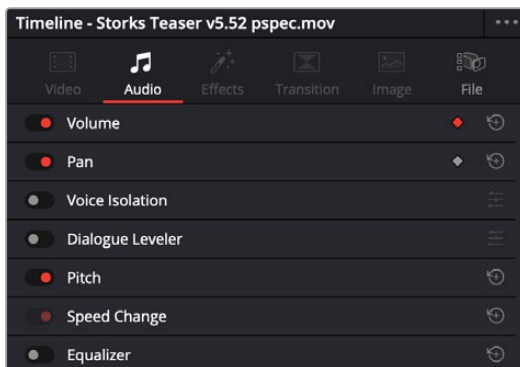 Timeline - Storks Teaser v5.52 pspec.mov
Video Audio Effects Transition Image File
Volume
Pan
Voice Isolation
Dialogue Leveler
Pitch
Speed Change
Equalizer